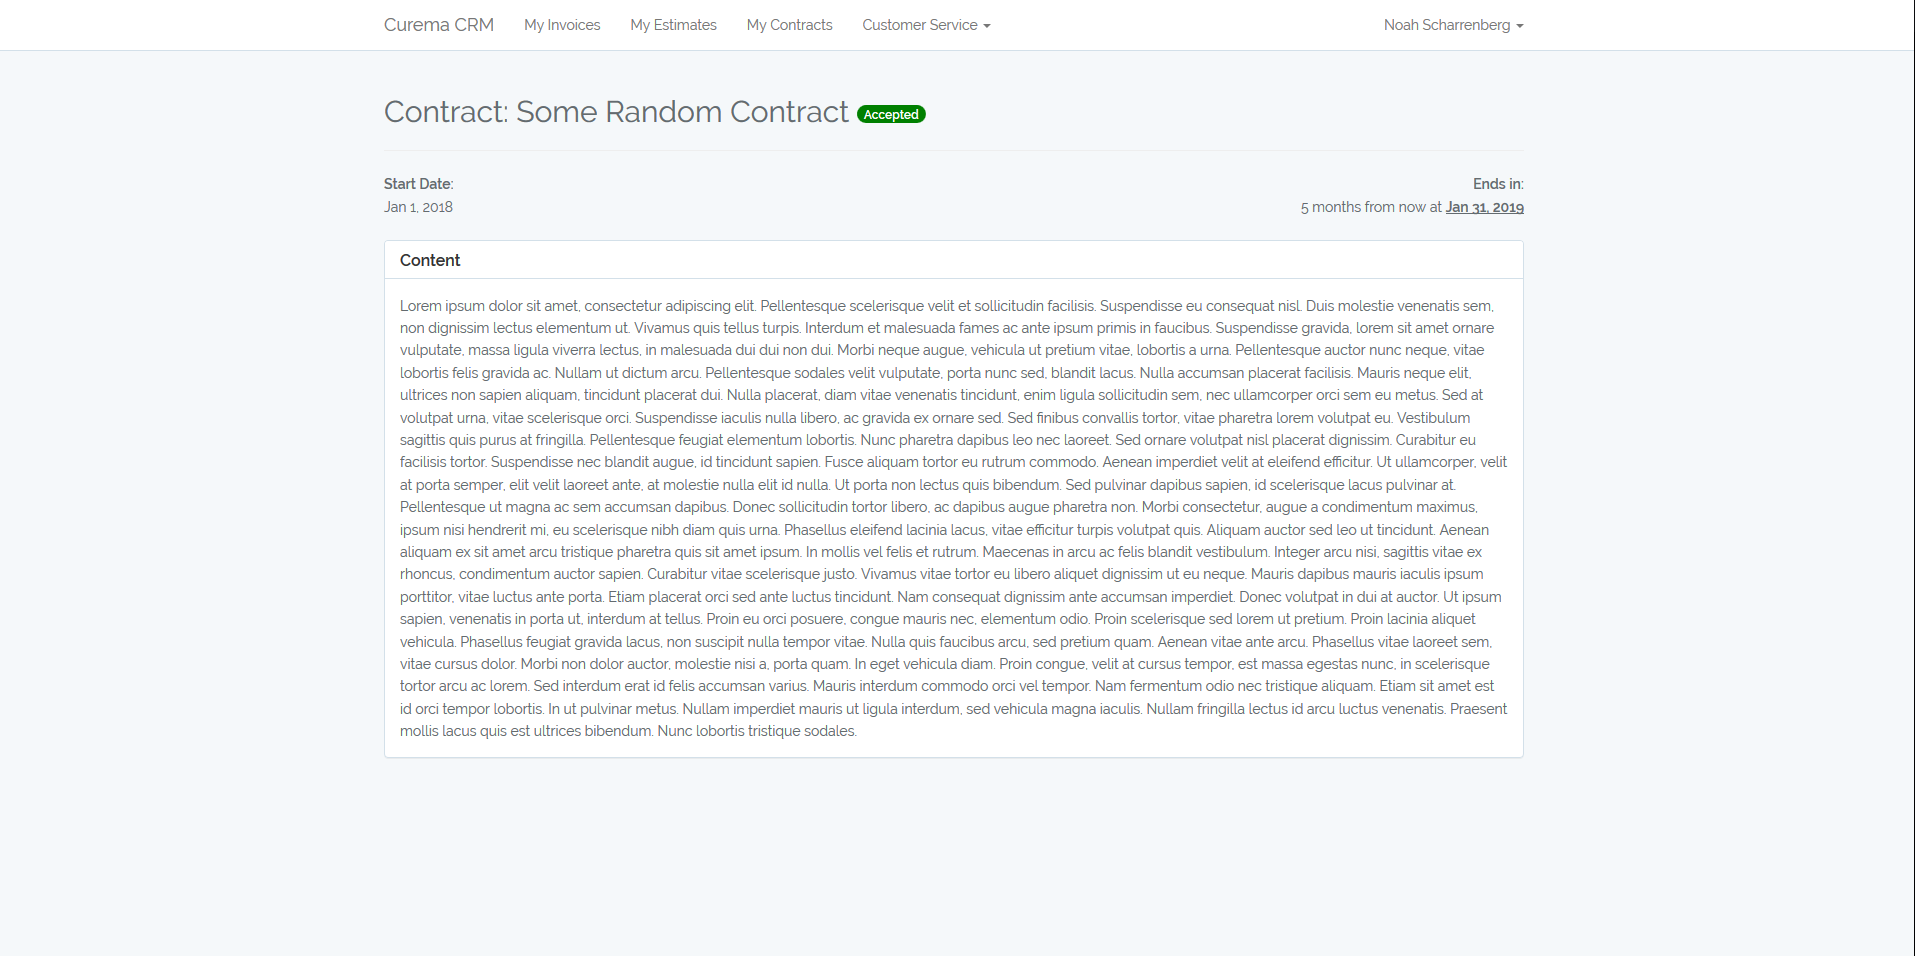 Curema CRM My Invoices My Estimates My Contracts Customer Service Noah Scharrenberg
Contract: Some Random Contract Accepted
Start Date: Ends in:
Jan 1, 2018 5 months from now at Jan 31, 2019
Content
Lorem ipsum dolor sit amet, consectetur adipiscing elit. Pellentesque scelerisque velit et sollicitudin facilisis. Suspendisse eu consequat nisl. Duis molestie venenatis sem,
non dignissim lectus elementum ut. Vivamus quis tellus turpis. Interdum et malesuada fames ac ante ipsum primis in faucibus. Suspendisse gravida, lorem sit amet ornare
vulputate, massa ligula viverra lectus, in malesuada dui dui non dui. Morbi neque augue, vehicula ut pretium vitae, lobortis a urna. Pellentesque auctor nunc neque, vitae
lobortis felis gravida ac. Nullam ut dictum arcu. Pellentesque sodales velit vulputate, porta nunc sed, blandit lacus. Nulla accumsan placerat facilisis. Mauris neque elit,
ultrices non sapien aliquam, tincidunt placerat dui. Nulla placerat, diam vitae venenatis tincidunt, enim ligula sollicitudin sem, nec ullamcorper orci sem eu metus. Sed at
volutpat urna, vitae scelerisque orci. Suspendisse iaculis nulla libero, ac gravida ex ornare sed. Sed finibus convallis tortor, vitae pharetra lorem volutpat eu. Vestibulum
sagittis quis purus at fringilla. Pellentesque feugiat elementum lobortis. Nunc pharetra dapibus leo nec laoreet. Sed ornare volutpat nisl placerat dignissim. Curabitur eu
facilisis tortor. Suspendisse nec blandit augue, id tincidunt sapien. Fusce aliquam tortor eu rutrum commodo. Aenean imperdiet velit at eleifend efficitur. Ut ullamcorper, velit
at porta semper, elit velit laoreet ante, at molestie nulla elit id nulla. Ut porta non lectus quis bibendum. Sed pulvinar dapibus sapien, id scelerisque lacus pulvinar at.
Pellentesque ut magna ac sem accumsan dapibus. Donec sollicitudin tortor libero, ac dapibus augue pharetra non. Morbi consectetur, augue a condimentum maximus,
ipsum nisi hendrerit mi, eu scelerisque nibh diam quis urna. Phasellus eleifend lacinia lacus, vitae efficitur turpis volutpat quis. Aliquam auctor sed leo ut tincidunt. Aenean
aliquam ex sit amet arcu tristique pharetra quis sit amet ipsum. In mollis vel felis et rutrum. Maecenas in arcu ac felis blandit vestibulum. Integer arcu nisi, sagittis vitae ex
rhoncus, condimentum auctor sapien. Curabitur vitae scelerisque justo. Vivamus vitae tortor eu libero aliquet dignissim ut eu neque. Mauris dapibus mauris iaculis ipsum
porttitor, vitae luctus ante porta. Etiam placerat orci sed ante luctus tincidunt. Nam consequat dignissim ante accumsan imperdiet. Donec volutpat in dui at auctor. Ut ipsum
sapien, venenatis in porta ut, interdum at tellus. Proin eu orci posuere, congue mauris nec, elementum odio. Proin scelerisque sed lorem ut pretium. Proin lacinia aliquet
vehicula. Phasellus feugiat gravida lacus, non suscipit nulla tempor vitae. Nulla quis faucibus arcu, sed pretium quam. Aenean vitae ante arcu. Phasellus vitae laoreet sem,
vitae cursus dolor. Morbi non dolor auctor, molestie nisi a, porta quam. In eget vehicula diam. Proin congue, velit at cursus tempor, est massa egestas nunc, in scelerisque
tortor arcu ac lorem. Sed interdum erat id felis accumsan varius. Mauris interdum commodo orci vel tempor. Nam fermentum odio nec tristique aliquam. Etiam sit amet est
id orci tempor lobortis. In ut pulvinar metus. Nullam imperdiet mauris ut ligula interdum, sed vehicula magna iaculis. Nullam fringilla lectus id arcu luctus venenatis. Praesent
mollis lacus quis est ultrices bibendum. Nunc lobortis tristique sodales.